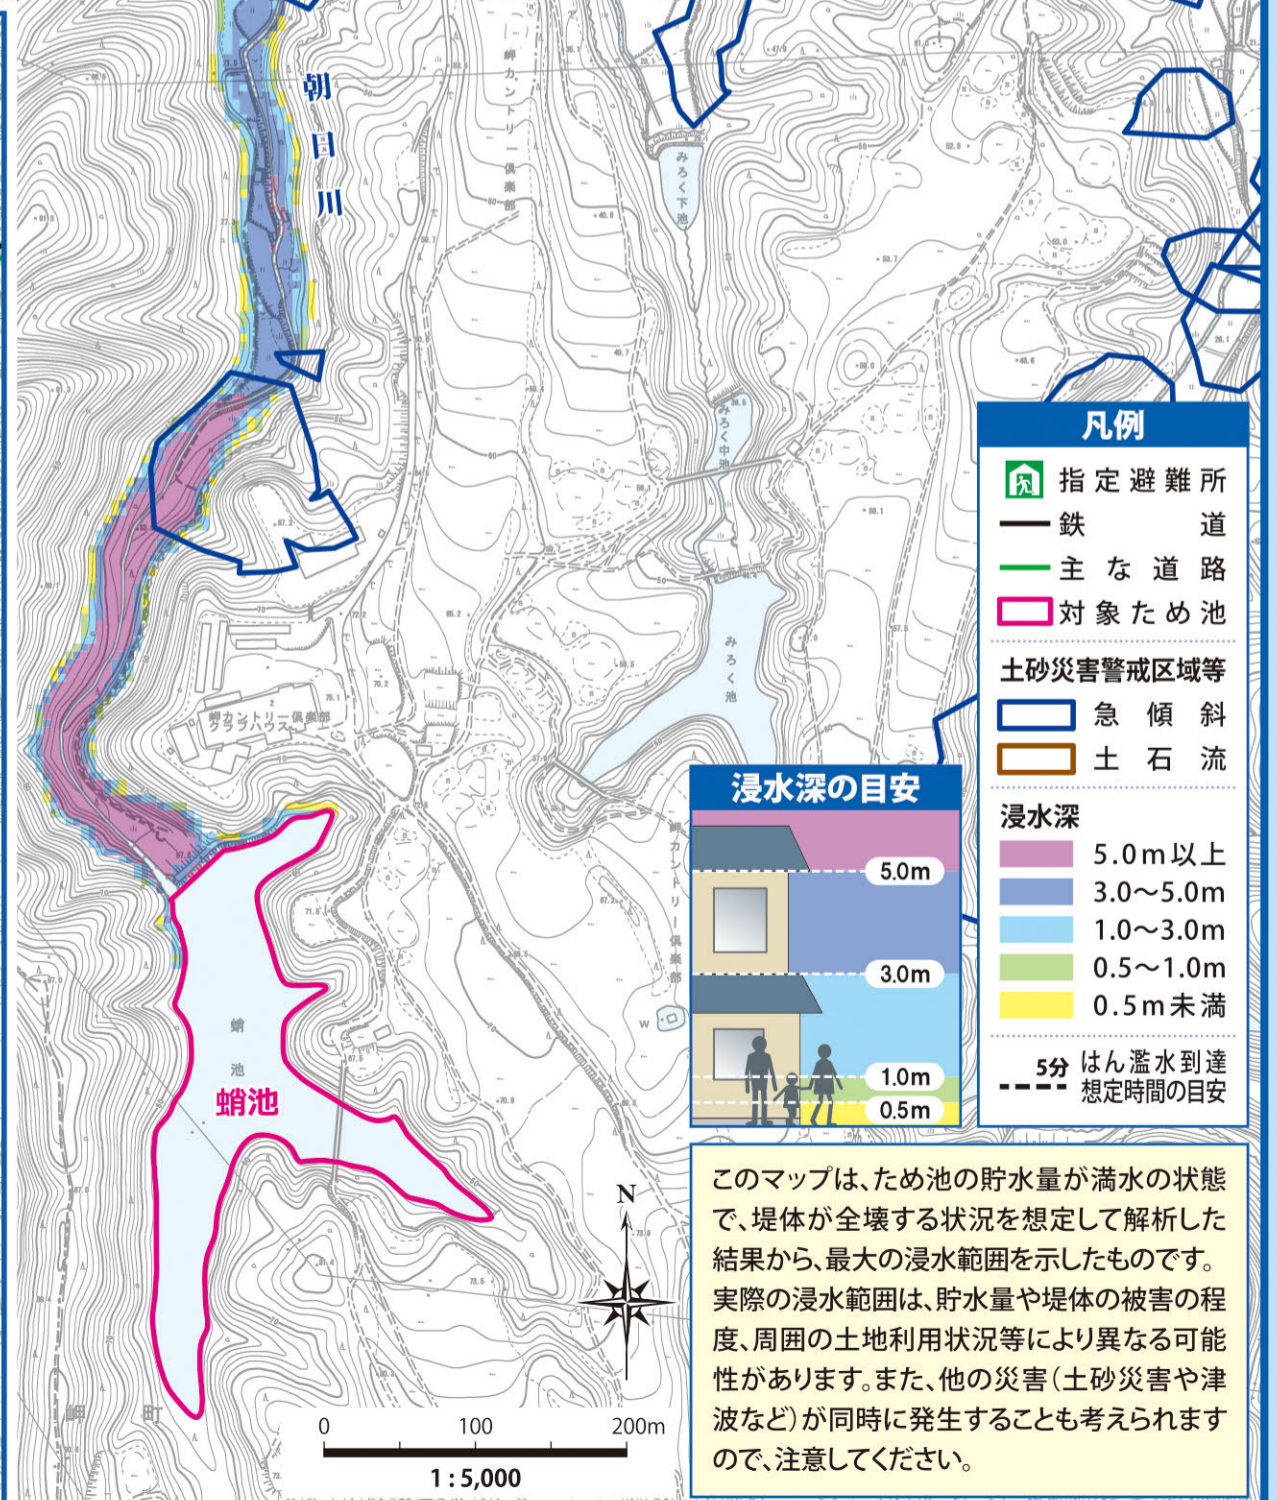 朝日川
岬カントリー倶楽部
みろく下池
みろく中池
みろく池
岬カントリー倶楽部
クラブハウス
岬カントリー倶楽部
蛸池
蛸池
岬町
凡例
指定避難所
鉄道
主な道路
対象ため池
土砂災害警戒区域等
急傾斜
土石流
浸水深
5.0m以上
3.0〜5.0m
1.0〜3.0m
0.5〜1.0m
0.5m未満
5分 はん濫水到達
想定時間の目安
浸水深の目安
5.0m
3.0m
1.0m
0.5m
N
0 100 200m
1:5,000
このマップは、ため池の貯水量が満水の状態
で、堤体が全壊する状況を想定して解析した
結果から、最大の浸水範囲を示したものです。
実際の浸水範囲は、貯水量や堤体の被害の程
度、周囲の土地利用状況等により異なる可能
性があります。また、他の災害(土砂災害や津
波など)が同時に発生することも考えられます
ので、注意してください。